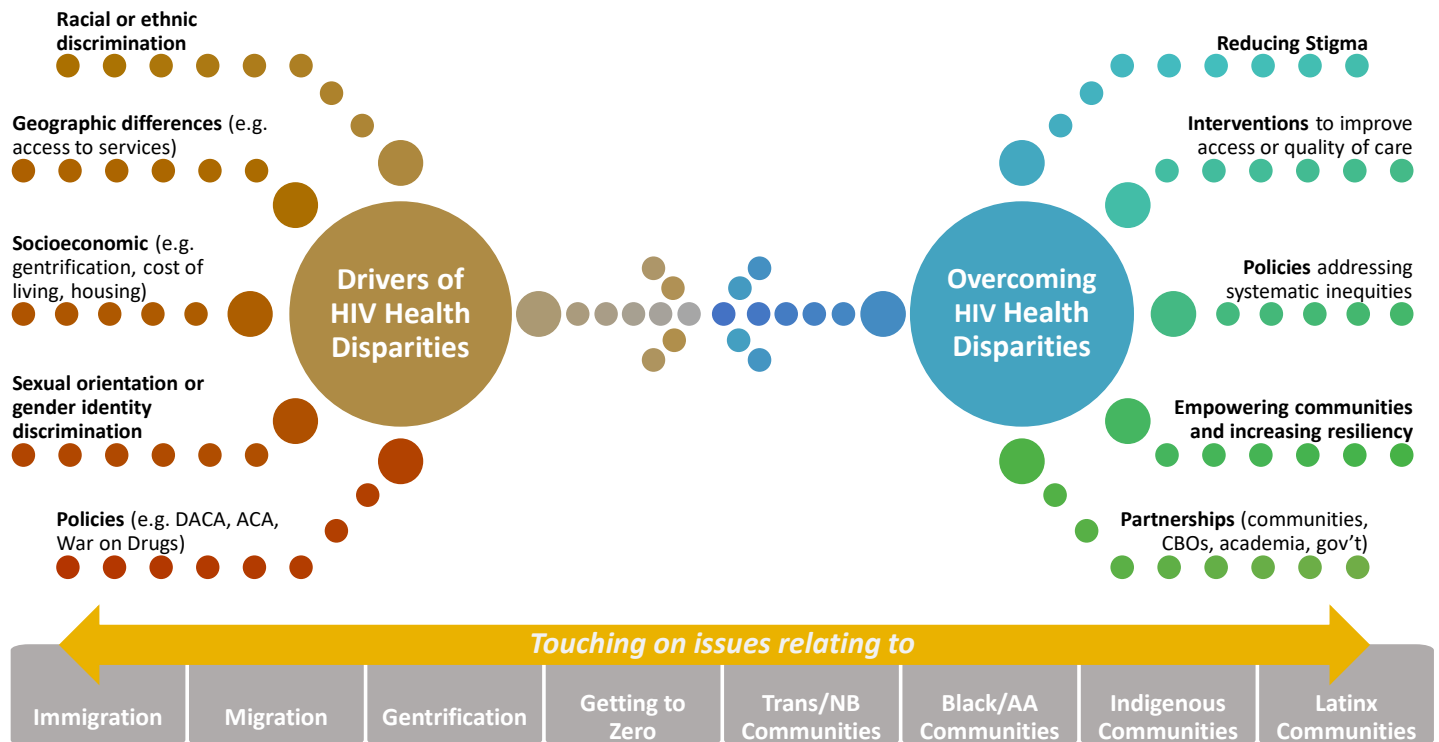 Racial or ethnic
discrimination
Geographic differences (e.g.
access to services)
Socioeconomic (e.g.
gentrification, cost of
living, housing)
Sexual orientation or
gender identity
discrimination
Policies (e.g. DACA, ACA,
War on Drugs)
Drivers of
HIV Health
Disparities
Overcoming
HIV Health
Disparities
Reducing Stigma
Interventions to improve
access or quality of care
Policies addressing
systematic inequities
Empowering communities
and increasing resiliency
Partnerships (communities,
CBOs, academia, gov’t)
Touching on issues relating to
Immigration
Migration
Gentrification
Getting to
Zero
Trans/NB
Communities
Black/AA
Communities
Indigenous
Communities
Latinx
Communities